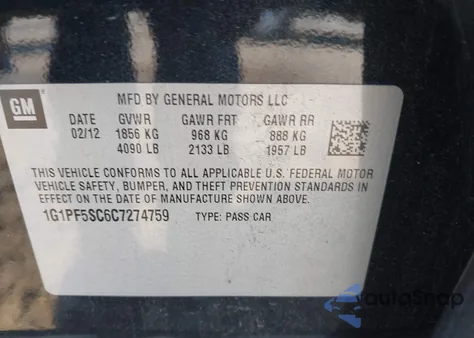 GM
MFD BY GENERAL MOTORS LLC
DATE GVWR GAWR FRT GAWR RR
02/12 1856 KG 968 KG 888 KG
4090 LB 2133 LB 1957 LB
THIS VEHICLE CONFORMS TO ALL APPLICABLE U.S. FEDERAL MOTOR
VEHICLE SAFETY, BUMPER, AND THEFT PREVENTION STANDARDS IN
EFFECT ON THE DATE OF MANUFACTURE SHOWN ABOVE.
1G1PF5SC6C7274759 TYPE: PASS CAR
autoSnap